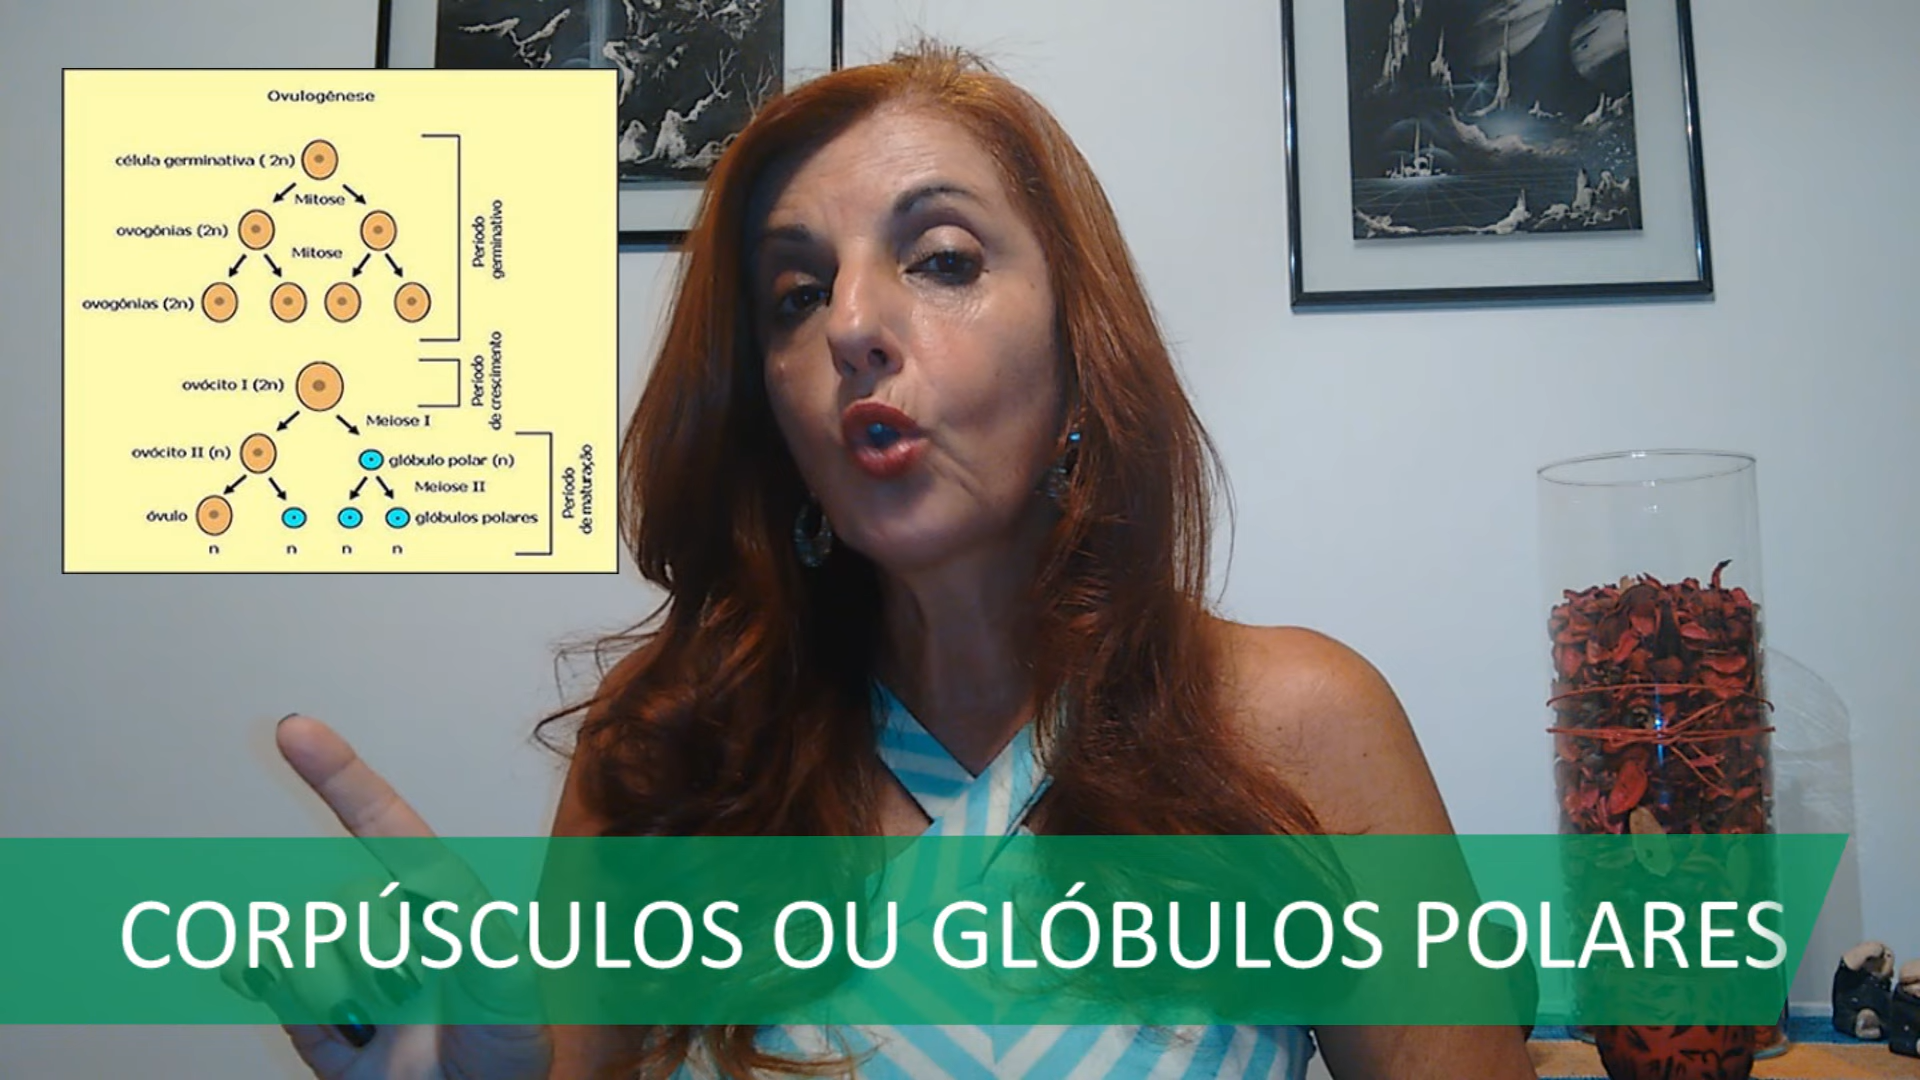 Ovulogênese
célula germinativa ( 2n)
Mitose
ovogônias (2n)
Mitose
ovogônias (2n)
Período
germinativo
ovócito I (2n)
Período
de crescimento
Meiose I
ovócito II (n)
glóbulo polar (n)
Meiose II
óvulo
glóbulos polares
n n n n
Período
de maturação
CORPÚSCULOS OU GLÓBULOS POLARES